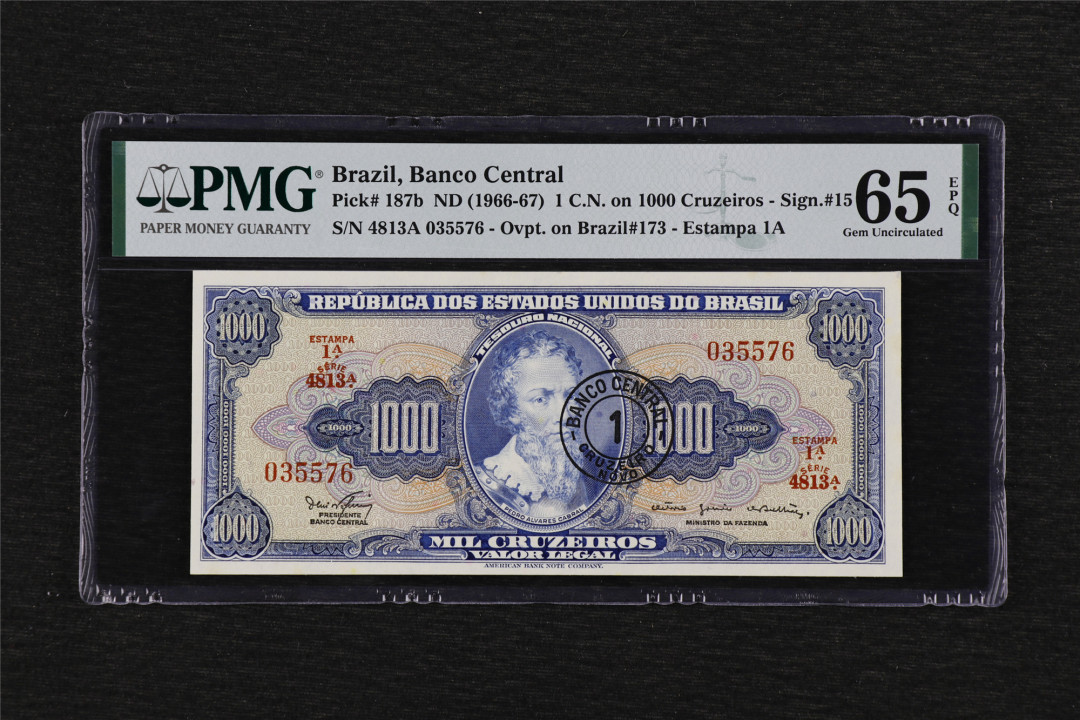 PMG®
PAPER MONEY GUARANTY
Brazil, Banco Central
Pick# 187b ND (1966-67) 1 C.N. on 1000 Cruzeiros - Sign.#15
S/N 4813A 035576 - Ovpt. on Brazil#173 - Estampa 1A
65
EPQ
Gem Uncirculated
REPÚBLICA DOS ESTADOS UNIDOS DO BRASIL
TESOURO NACIONAL
1000
1000
ESTAMPA
1A
SÉRIE
4813A
035576
1000
1000
000
1000
BANCO CENTRAL
1
CRUZEIRO
NOVO
035576
ESTAMPA
1A
SÉRIE
4813A
PRESIDENTE
BANCO CENTRAL
PEDRO ALVARES CABRAL
MINISTRO DA FAZENDA
1000
1000
MIL CRUZEIROS
VALOR LEGAL
AMERICAN BANK NOTE COMPANY.